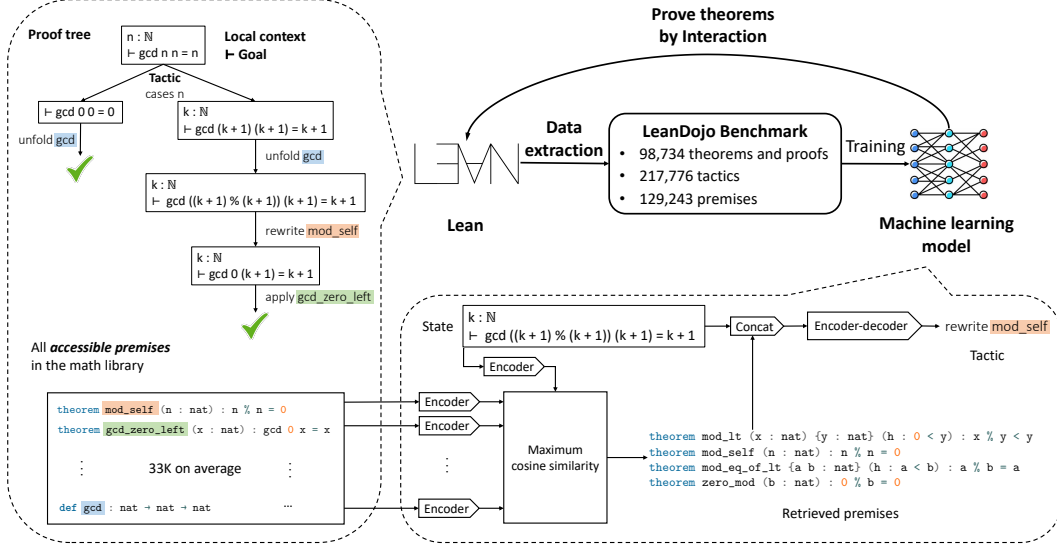 Proof tree
n : ℕ
⊢ gcd n n = n
Local context
⊢ Goal
Tactic
cases n
⊢ gcd 0 0 = 0
k : ℕ
⊢ gcd (k + 1) (k + 1) = k + 1
unfold gcd
unfold gcd
k : ℕ
⊢ gcd ((k + 1) % (k + 1)) (k + 1) = k + 1
rewrite mod_self
k : ℕ
⊢ gcd 0 (k + 1) = k + 1
apply gcd_zero_left
All accessible premises
in the math library
theorem mod_self (n : nat) : n % n = 0
theorem gcd_zero_left (x : nat) : gcd 0 x = x
⋮ 33K on average ⋮
def gcd : nat → nat → nat ⋯
Prove theorems
by Interaction
LEAN
Lean
Data
extraction
LeanDojo Benchmark
• 98,734 theorems and proofs
• 217,776 tactics
• 129,243 premises
Training
Machine learning
model
State
k : ℕ
⊢ gcd ((k + 1) % (k + 1)) (k + 1) = k + 1
Concat
Encoder-decoder
rewrite mod_self
Tactic
Encoder
Encoder
Encoder
⋮
Encoder
Maximum
cosine similarity
theorem mod_lt (x : nat) {y : nat} (h : 0 < y) : x % y < y
theorem mod_self (n : nat) : n % n = 0
theorem mod_eq_of_lt {a b : nat} (h : a < b) : a % b = a
theorem zero_mod (b : nat) : 0 % b = 0
Retrieved premises